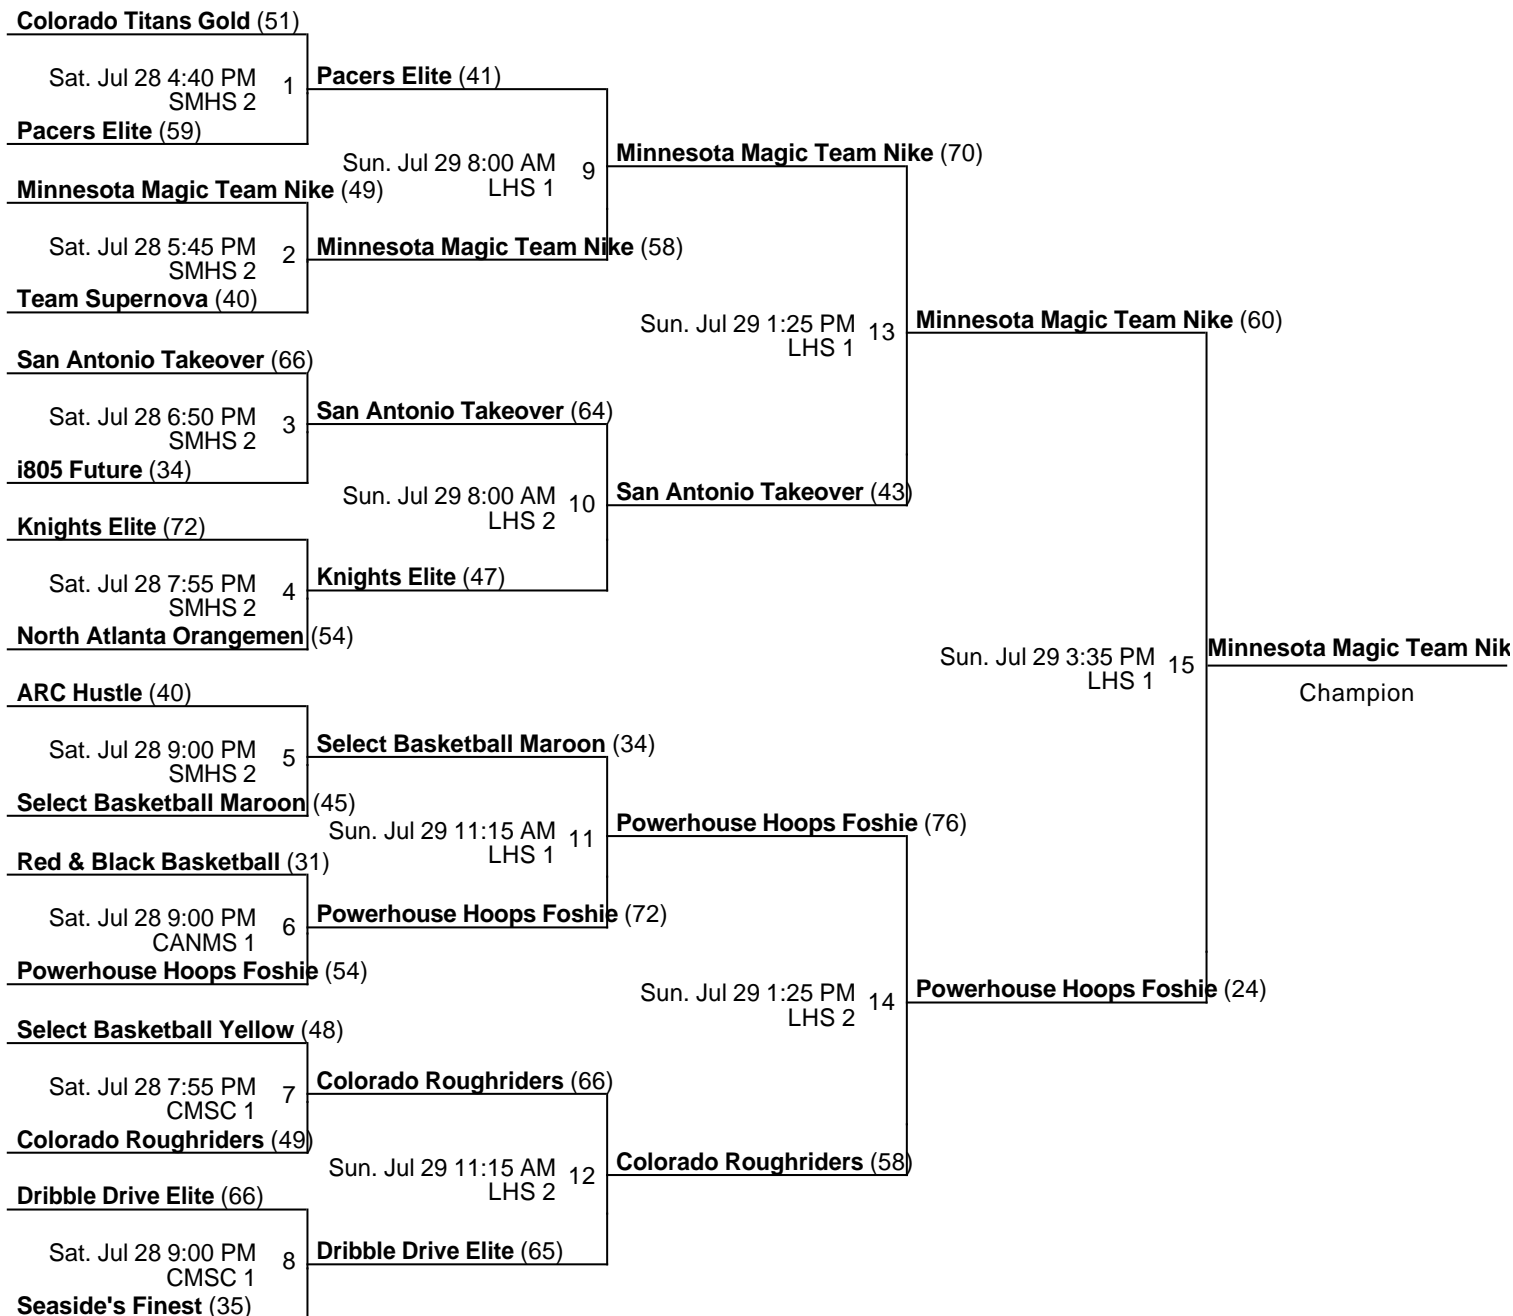 Colorado Titans Gold (51)
Sat. Jul 28 4:40 PM
SMHS 2
1
Pacers Elite (59)
Pacers Elite (41)
Sun. Jul 29 8:00 AM
LHS 1
9
Minnesota Magic Team Nike (49)
Sat. Jul 28 5:45 PM
SMHS 2
2
Team Supernova (40)
Minnesota Magic Team Nike (58)
Minnesota Magic Team Nike (70)
Sun. Jul 29 1:25 PM
LHS 1
13
San Antonio Takeover (66)
Sat. Jul 28 6:50 PM
SMHS 2
3
i805 Future (34)
San Antonio Takeover (64)
Sun. Jul 29 8:00 AM
LHS 2
10
San Antonio Takeover (43)
Knights Elite (72)
Sat. Jul 28 7:55 PM
SMHS 2
4
North Atlanta Orangemen (54)
Knights Elite (47)
Minnesota Magic Team Nike (60)
Sun. Jul 29 3:35 PM
LHS 1
15
Minnesota Magic Team Nik
Champion
ARC Hustle (40)
Sat. Jul 28 9:00 PM
SMHS 2
5
Select Basketball Maroon (45)
Select Basketball Maroon (34)
Sun. Jul 29 11:15 AM
LHS 1
11
Powerhouse Hoops Foshie (76)
Red & Black Basketball (31)
Sat. Jul 28 9:00 PM
CANMS 1
6
Powerhouse Hoops Foshie (54)
Powerhouse Hoops Foshie (72)
Sun. Jul 29 1:25 PM
LHS 2
14
Powerhouse Hoops Foshie (24)
Select Basketball Yellow (48)
Sat. Jul 28 7:55 PM
CMSC 1
7
Colorado Roughriders (49)
Colorado Roughriders (66)
Sun. Jul 29 11:15 AM
LHS 2
12
Colorado Roughriders (58)
Dribble Drive Elite (66)
Sat. Jul 28 9:00 PM
CMSC 1
8
Seaside's Finest (35)
Dribble Drive Elite (65)